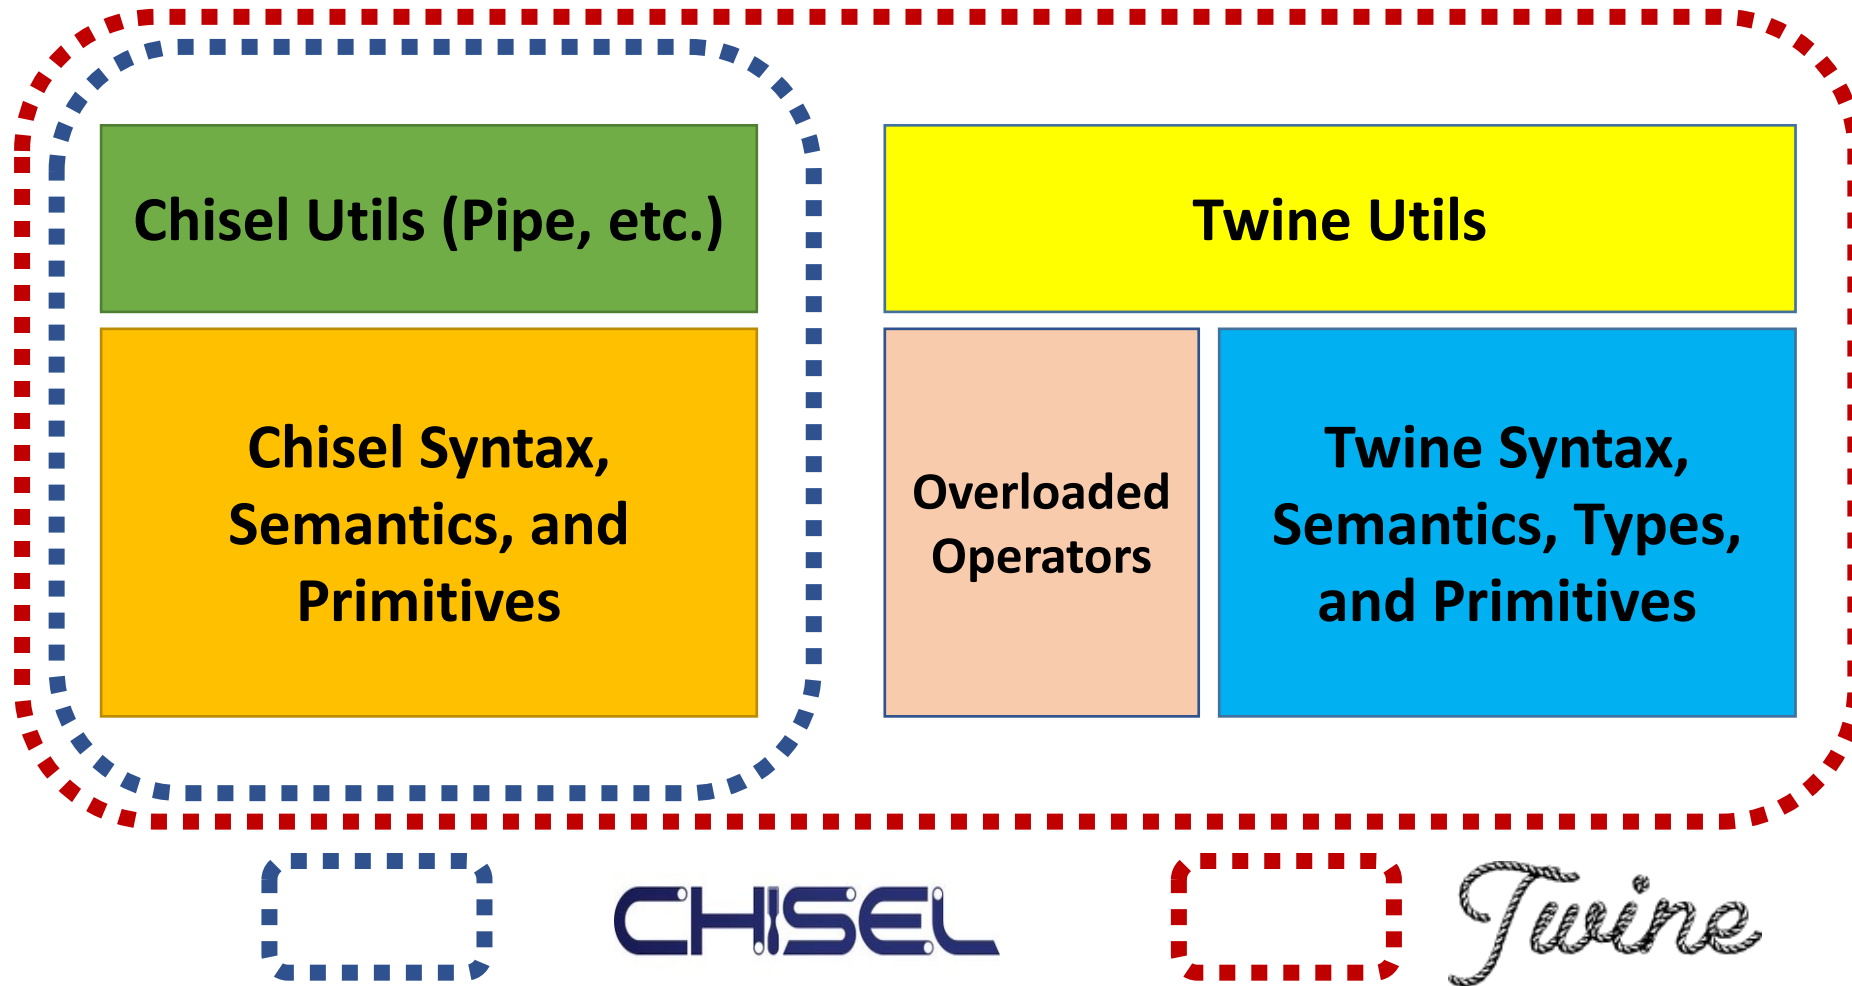 Chisel Utils (Pipe, etc.)
Twine Utils
Chisel Syntax,
Semantics, and
Primitives
Overloaded
Operators
Twine Syntax,
Semantics, Types,
and Primitives
CHISEL
Twine